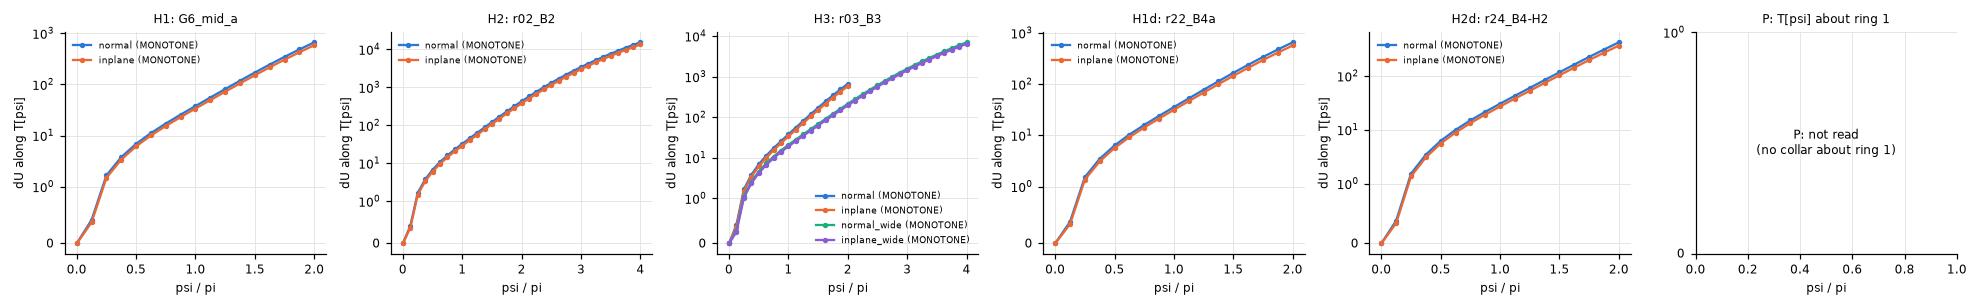 H1: G6_mid_a
dU along T[psi]
10³
10²
10¹
10⁰
0
normal (MONOTONE)
inplane (MONOTONE)
0.0 0.5 1.0 1.5 2.0
psi / pi
H2: r02_B2
dU along T[psi]
10⁴
10³
10²
10¹
10⁰
0
normal (MONOTONE)
inplane (MONOTONE)
0 1 2 3 4
psi / pi
H3: r03_B3
dU along T[psi]
10⁴
10³
10²
10¹
10⁰
0
normal (MONOTONE)
inplane (MONOTONE)
normal_wide (MONOTONE)
inplane_wide (MONOTONE)
0 1 2 3 4
psi / pi
H1d: r22_B4a
dU along T[psi]
10³
10²
10¹
10⁰
0
normal (MONOTONE)
inplane (MONOTONE)
0.0 0.5 1.0 1.5 2.0
psi / pi
H2d: r24_B4-H2
dU along T[psi]
10²
10¹
10⁰
0
normal (MONOTONE)
inplane (MONOTONE)
0.0 0.5 1.0 1.5 2.0
psi / pi
P: T[psi] about ring 1
10⁰
0
P: not read
(no collar about ring 1)
0.0 0.2 0.4 0.6 0.8 1.0
psi / pi